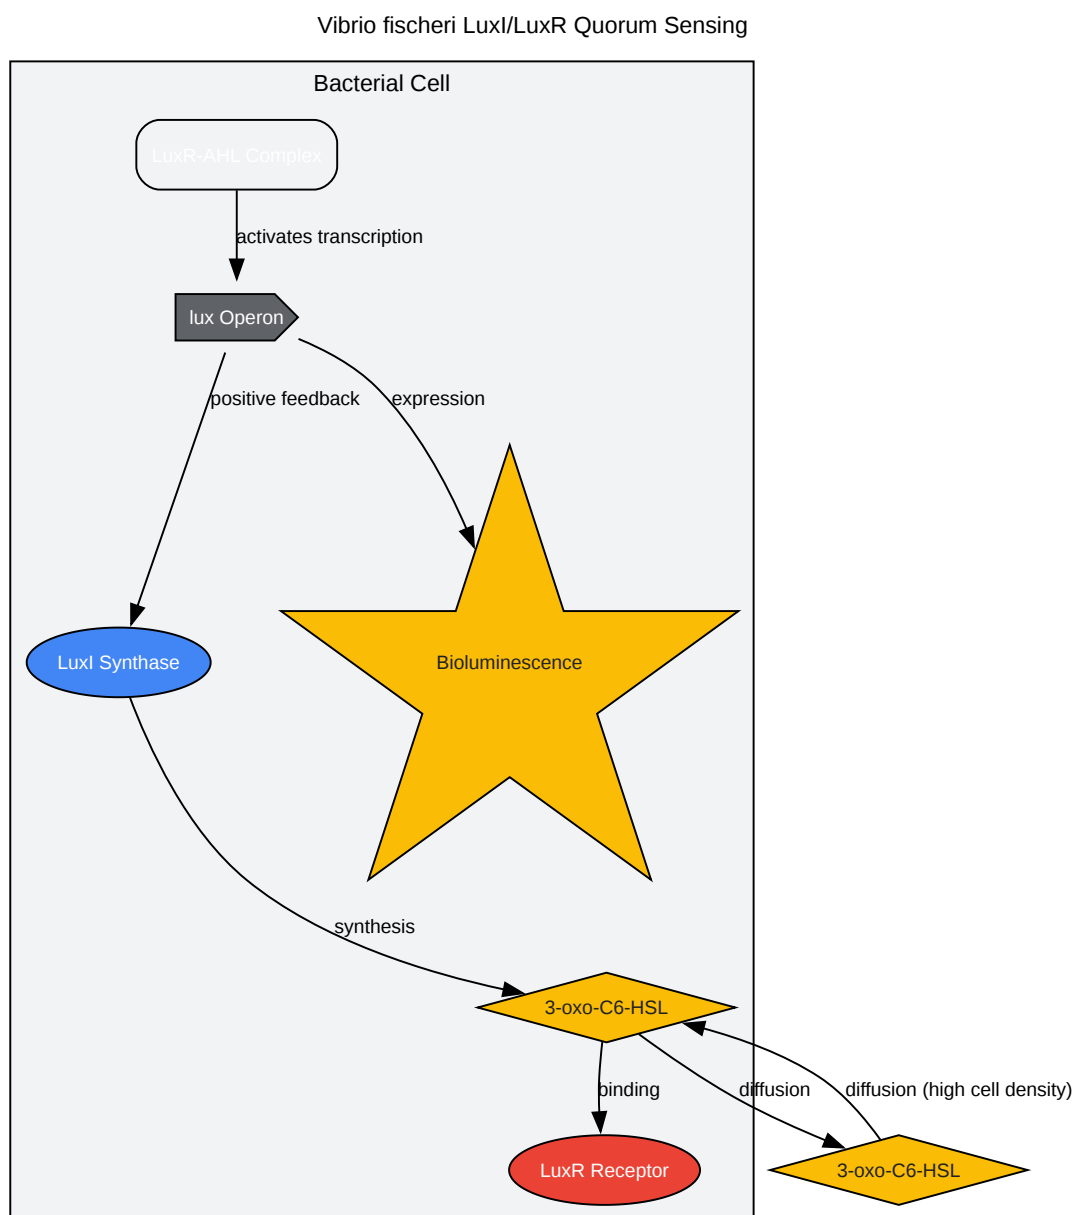 Vibrio fischeri LuxI/LuxR Quorum Sensing
Bacterial Cell
LuxR-AHL Complex
activates transcription
lux Operon
positive feedback
expression
LuxI Synthase
Bioluminescence
synthesis
3-oxo-C6-HSL
binding
diffusion
diffusion (high cell density)
LuxR Receptor
3-oxo-C6-HSL